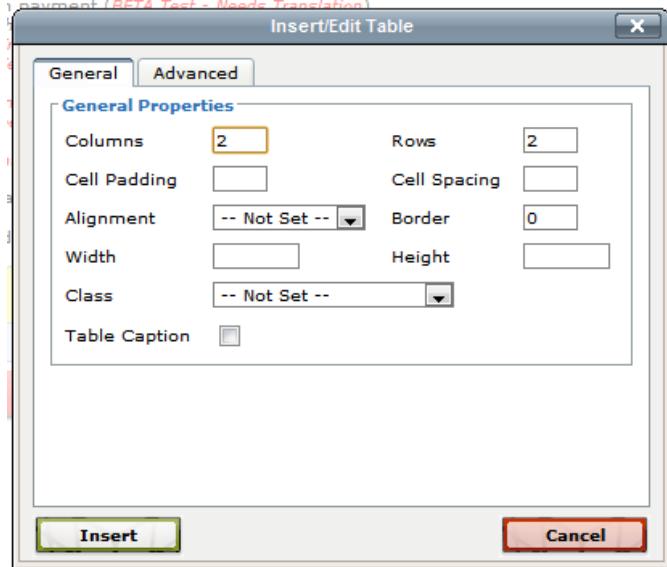 n payment (BETA Test - Needs Translation)
Insert/Edit Table
General Advanced
General Properties
Columns 2 Rows 2
Cell Padding Cell Spacing
Alignment -- Not Set -- Border 0
Width Height
Class -- Not Set --
Table Caption
Insert Cancel